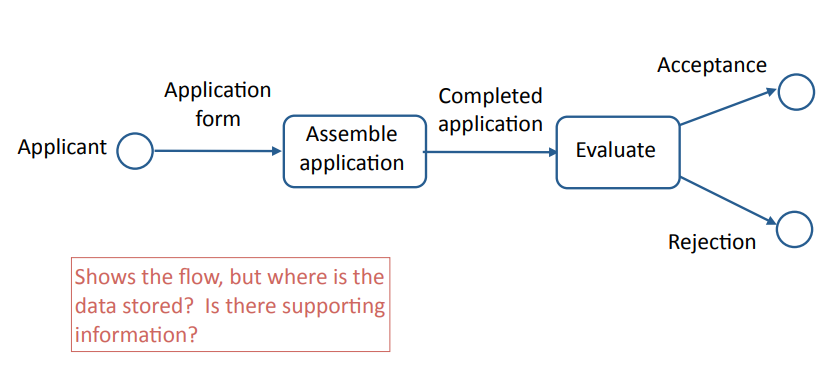 Applicant
Application
form
Assemble
application
Completed
application
Evaluate
Acceptance
Rejection
Shows the flow, but where is the
data stored?  Is there supporting
information?